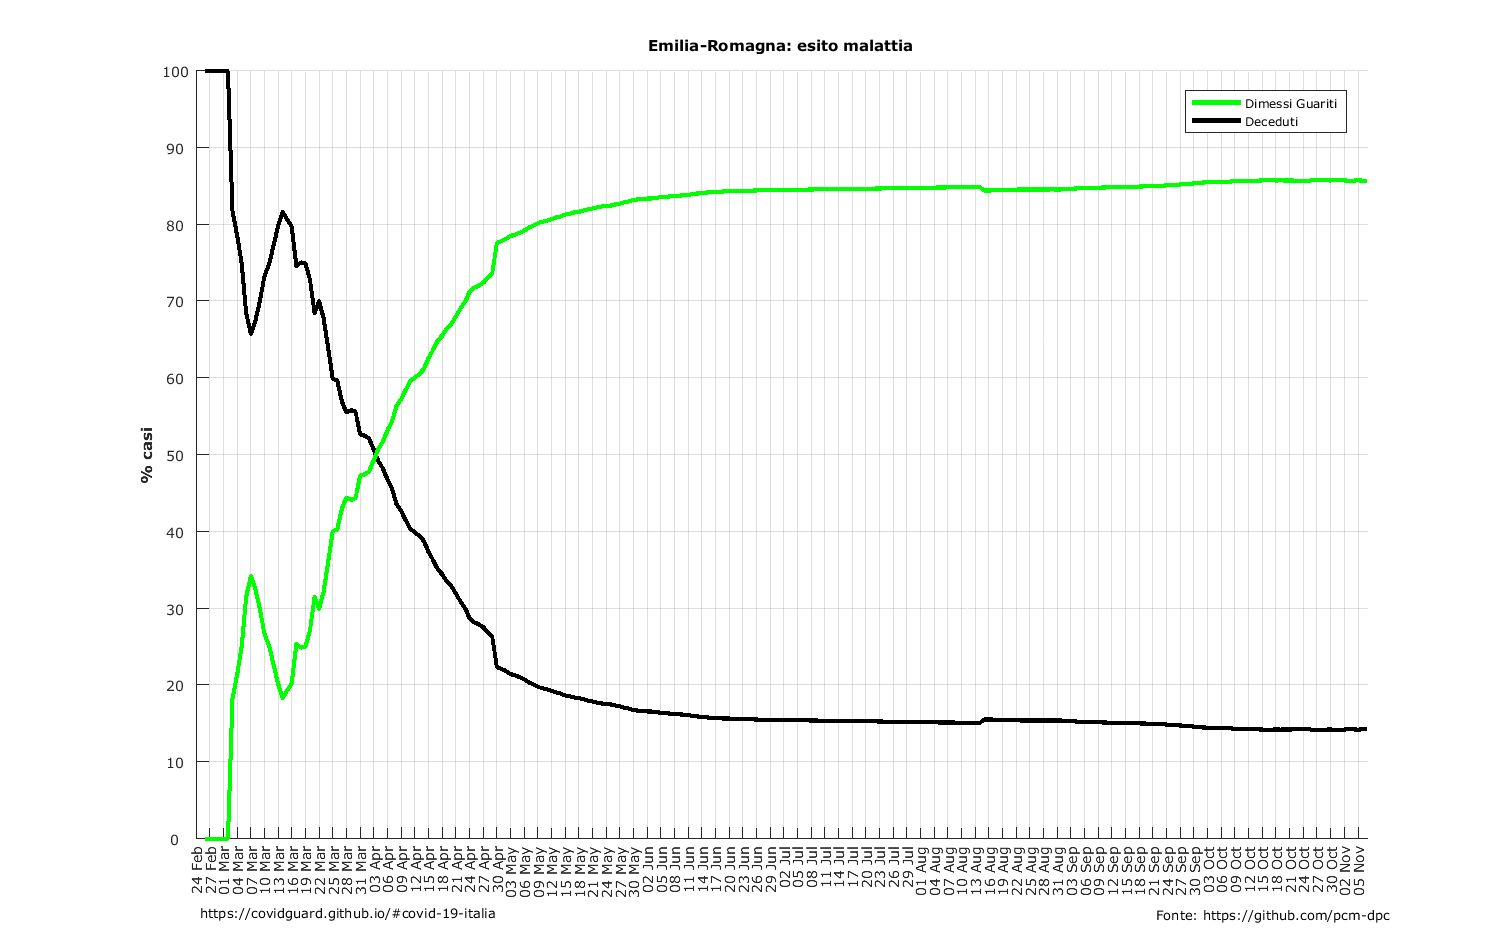 Emilia-Romagna: esito malattia
100
90
80
70
60
50
40
30
20
10
0
% casi
Dimessi Guariti
Deceduti
24 Feb
27 Feb
01 Mar
04 Mar
07 Mar
10 Mar
13 Mar
16 Mar
19 Mar
22 Mar
25 Mar
28 Mar
31 Mar
03 Apr
06 Apr
09 Apr
12 Apr
15 Apr
18 Apr
21 Apr
24 Apr
27 Apr
30 Apr
03 May
06 May
09 May
12 May
15 May
18 May
21 May
24 May
27 May
30 May
02 Jun
05 Jun
08 Jun
11 Jun
14 Jun
17 Jun
20 Jun
23 Jun
26 Jun
29 Jun
02 Jul
05 Jul
08 Jul
11 Jul
14 Jul
17 Jul
20 Jul
23 Jul
26 Jul
29 Jul
01 Aug
04 Aug
07 Aug
10 Aug
13 Aug
16 Aug
19 Aug
22 Aug
25 Aug
28 Aug
31 Aug
03 Sep
06 Sep
09 Sep
12 Sep
15 Sep
18 Sep
21 Sep
24 Sep
27 Sep
30 Sep
03 Oct
06 Oct
09 Oct
12 Oct
15 Oct
18 Oct
21 Oct
24 Oct
27 Oct
30 Oct
02 Nov
05 Nov
https://covidguard.github.io/#covid-19-italia
Fonte: https://github.com/pcm-dpc